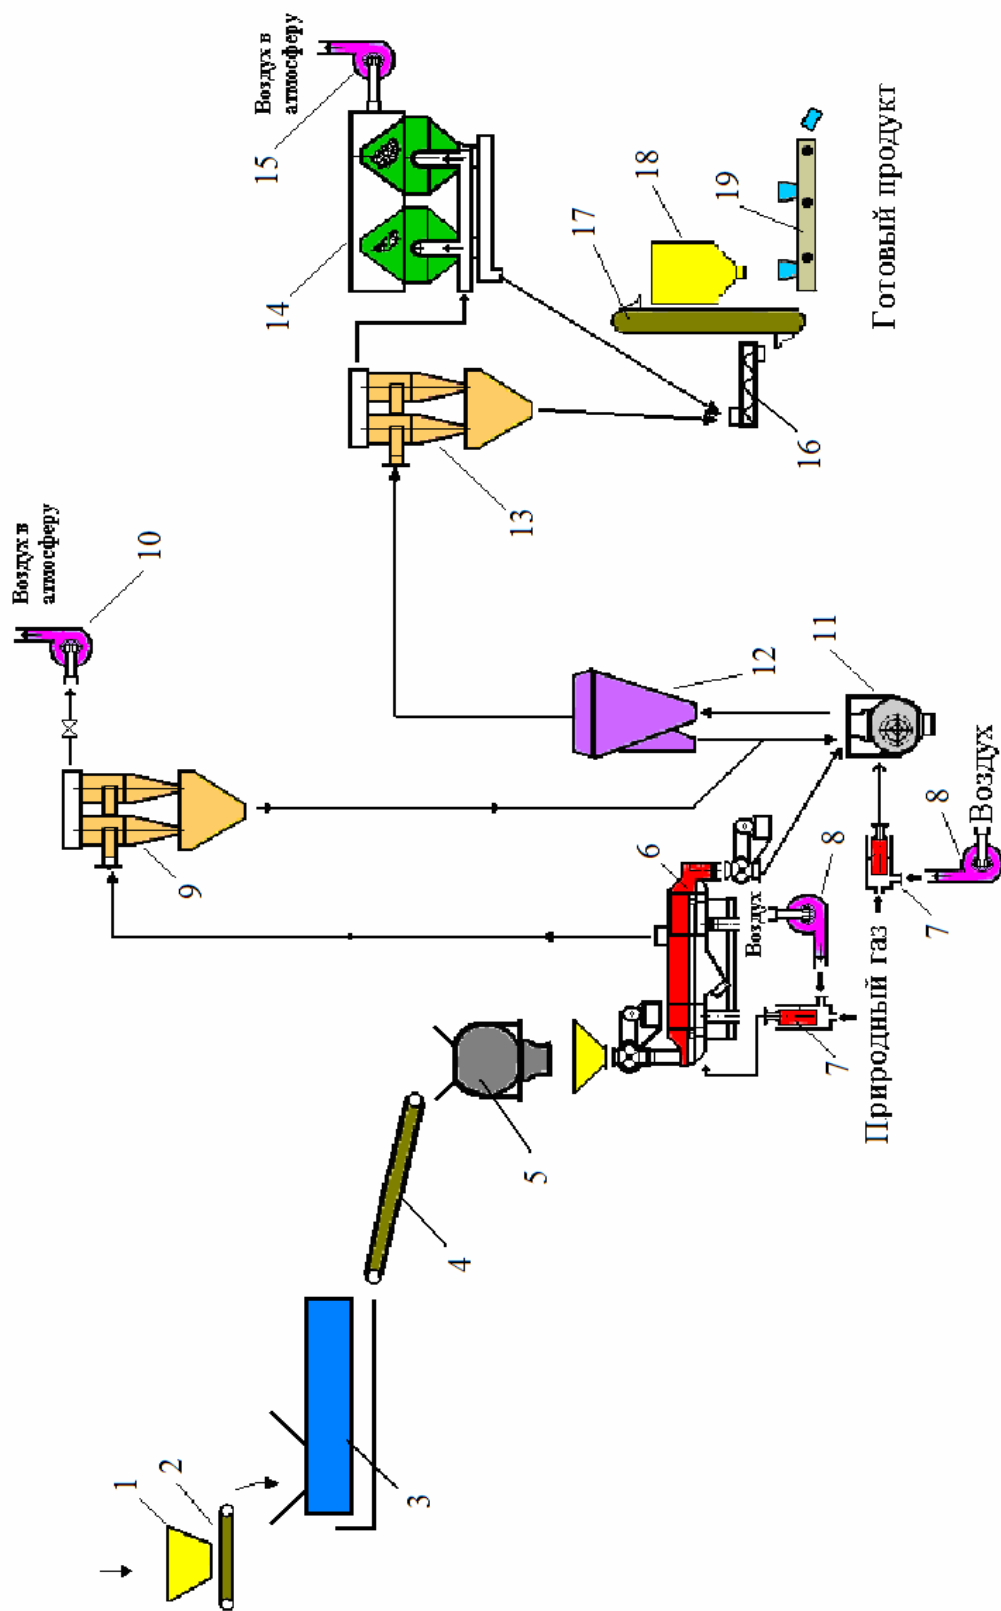 1
2
3
4
5
6
7
7
8
8
9
10
11
12
13
14
15
16
17
18
19
Воздух в
атмосферу
Воздух в
атмосферу
Воздух
Воздух
Природный газ
Готовый продукт